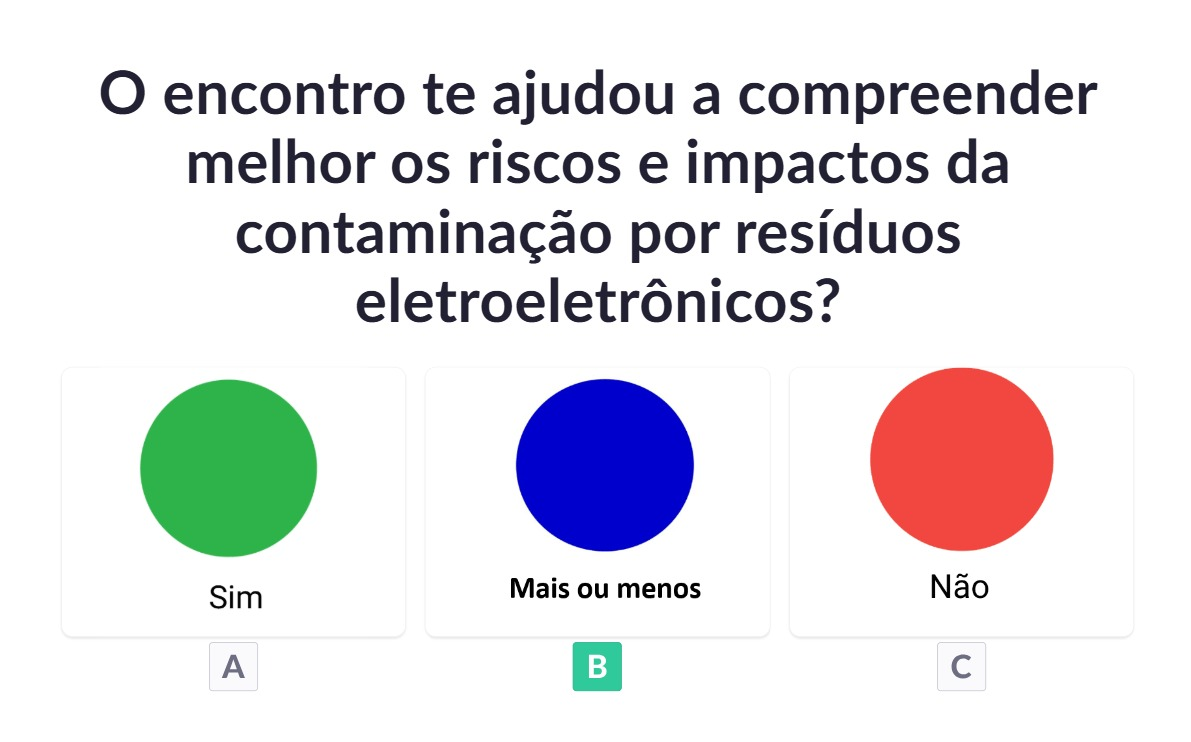 O encontro te ajudou a compreender
melhor os riscos e impactos da
contaminação por resíduos
eletroeletrônicos?
Sim
Mais ou menos
Não
A
B
C